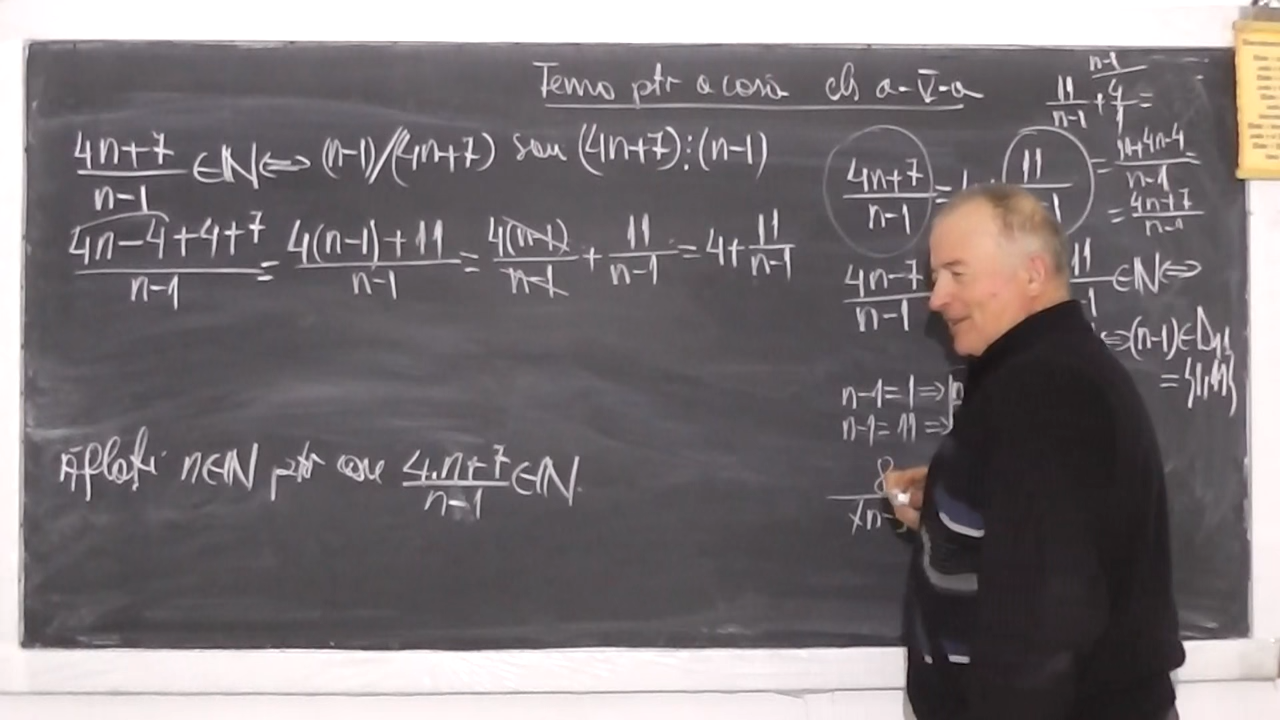 Tema ptr acasă cls a-V-a
(4n+7)/(n-1) ∈ ℕ ⇔ (n-1)/(4n+7) sau (4n+7)⋮(n-1)
(4n-4+4+7)/(n-1) = (4(n-1)+11)/(n-1) = 4(n-1)/(n-1) + 11/(n-1) = 4+11/(n-1)
Aflați n∈ℕ ptr care (4.n+7)/(n-1) ∈ ℕ.
n-1
11/(n-1) + 4/1 =
= (11+4n-4)/(n-1) =
= (4n+7)/(n-1)
(4n+7)/(n-1) =
11
(4n-7)/(n-1)
11 ∈ ℕ ⇔
⇔ (n-1) ∈ D11
= {1,11}
n-1=1 ⇒
n-1=11 ⇒
8